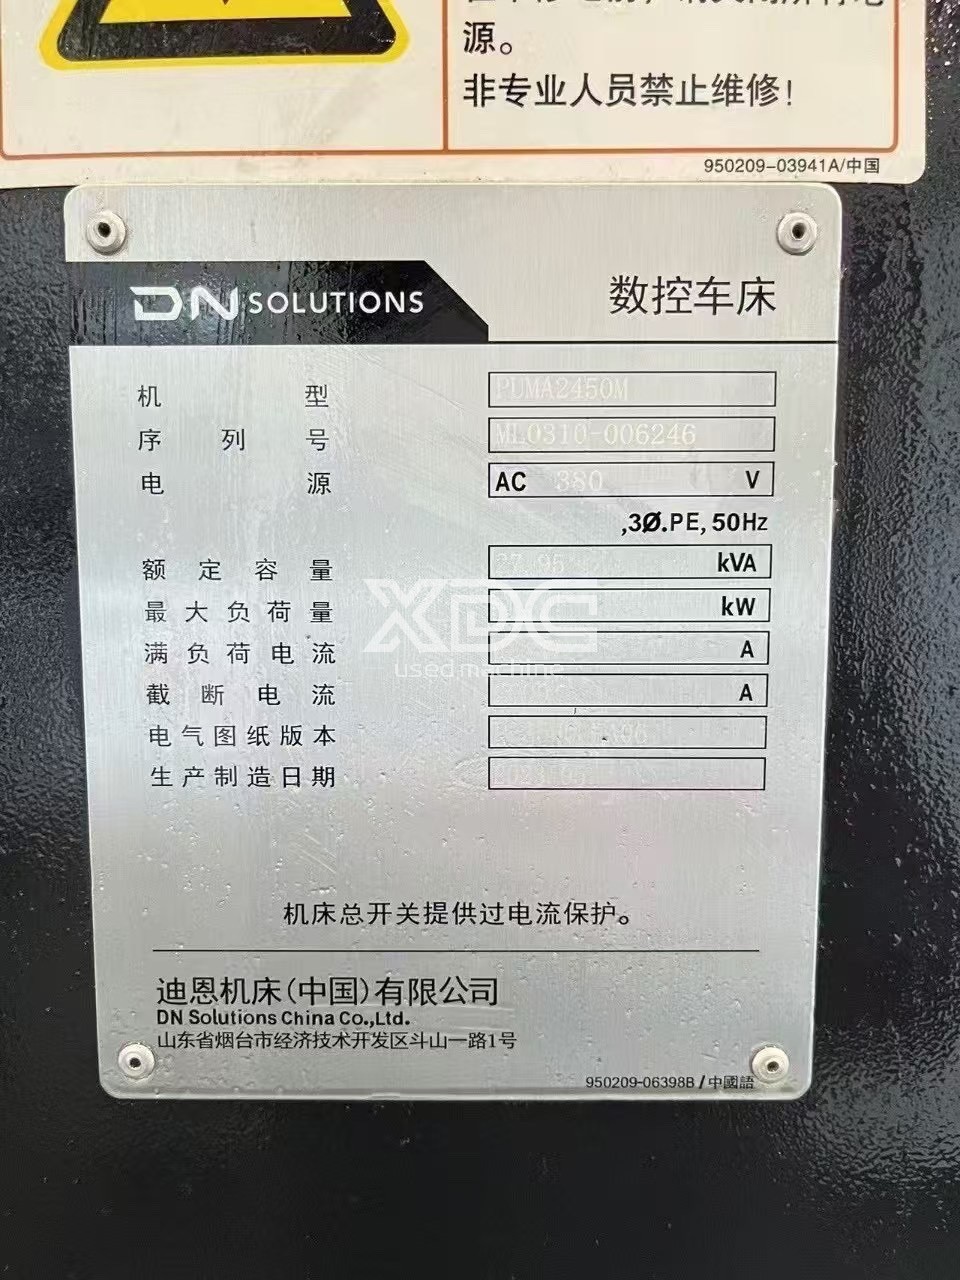 源。
非专业人员禁止维修！
950209-03941A/中国
DN SOLUTIONS
数控车床
机型 PUMA2450M
序列号 ML0310-006246
电源 AC 380 V
,3Ø.PE, 50Hz
额定容量 27.95 kVA
最大负荷量 kW
满负荷电流 A
截断电流 A
电气图纸版本
生产制造日期
XDC
used machine
机床总开关提供过电流保护。
迪恩机床(中国)有限公司
DN Solutions China Co.,Ltd.
山东省烟台市经济技术开发区斗山一路1号
950209-06398B / 中國語